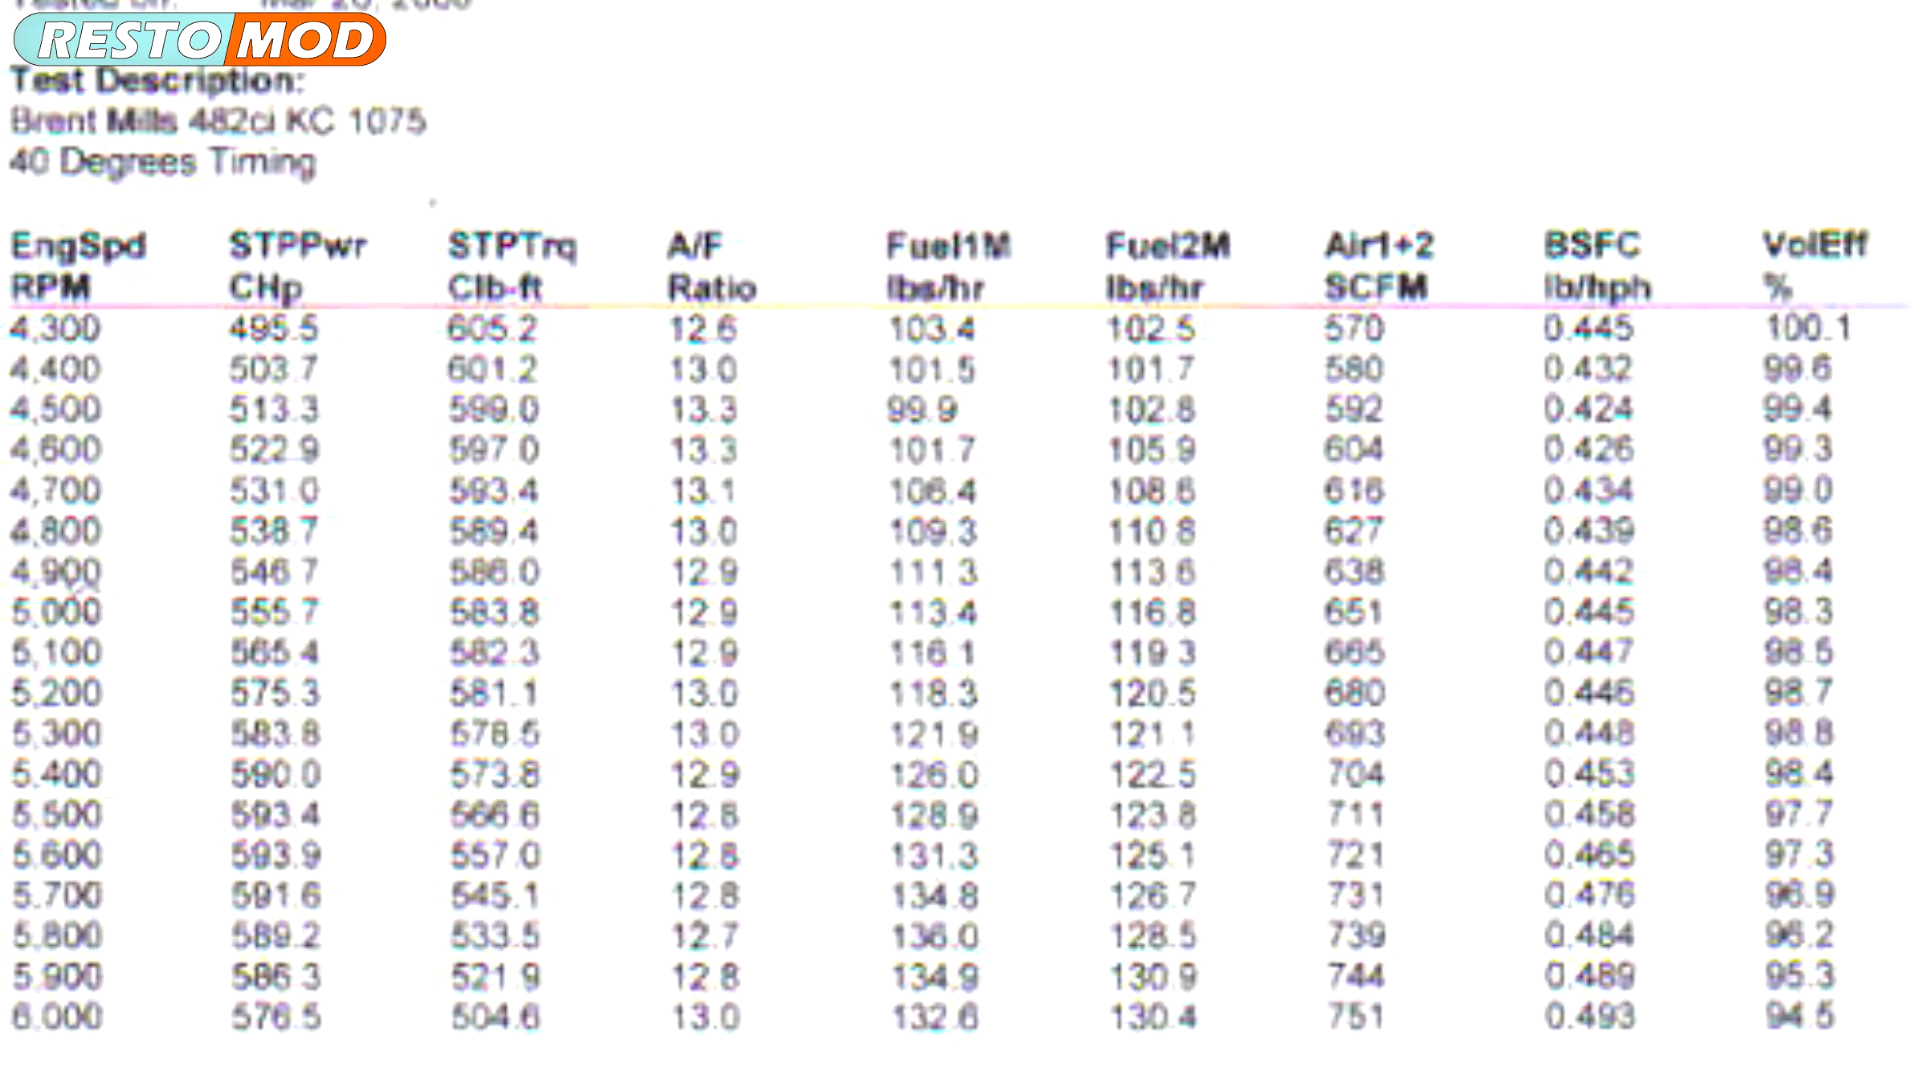 Tested on: Mar 20, 2006
RESTOMOD
Test Description:
Brent Mills 482ci KC 1075
40 Degrees Timing
EngSpd STPPwr STPTrq A/F Fuel1M Fuel2M Air1+2 BSFC VolEff
RPM CHp Clb-ft Ratio lbs/hr lbs/hr SCFM lb/hph %
4,300 495.5 605.2 12.6 103.4 102.5 570 0.445 100.1
4,400 503.7 601.2 13.0 101.5 101.7 580 0.432 99.6
4,500 513.3 599.0 13.3 99.9 102.8 592 0.424 99.4
4,600 522.9 597.0 13.3 101.7 105.9 604 0.426 99.3
4,700 531.0 593.4 13.1 106.4 108.6 616 0.434 99.0
4,800 538.7 589.4 13.0 109.3 110.8 627 0.439 98.6
4,900 546.7 586.0 12.9 111.3 113.6 638 0.442 98.4
5,000 555.7 583.8 12.9 113.4 116.8 651 0.445 98.3
5,100 565.4 582.3 12.9 116.1 119.3 665 0.447 98.5
5,200 575.3 581.1 13.0 118.3 120.5 680 0.446 98.7
5,300 583.8 578.5 13.0 121.9 121.1 693 0.448 98.8
5,400 590.0 573.8 12.9 126.0 122.5 704 0.453 98.4
5,500 593.4 566.6 12.8 128.9 123.8 711 0.458 97.7
5,600 593.9 557.0 12.8 131.3 125.1 721 0.465 97.3
5,700 591.6 545.1 12.8 134.8 126.7 731 0.476 96.9
5,800 589.2 533.5 12.7 136.0 128.5 739 0.484 96.2
5,900 586.3 521.9 12.8 134.9 130.9 744 0.489 95.3
6,000 576.5 504.6 13.0 132.6 130.4 751 0.493 94.5